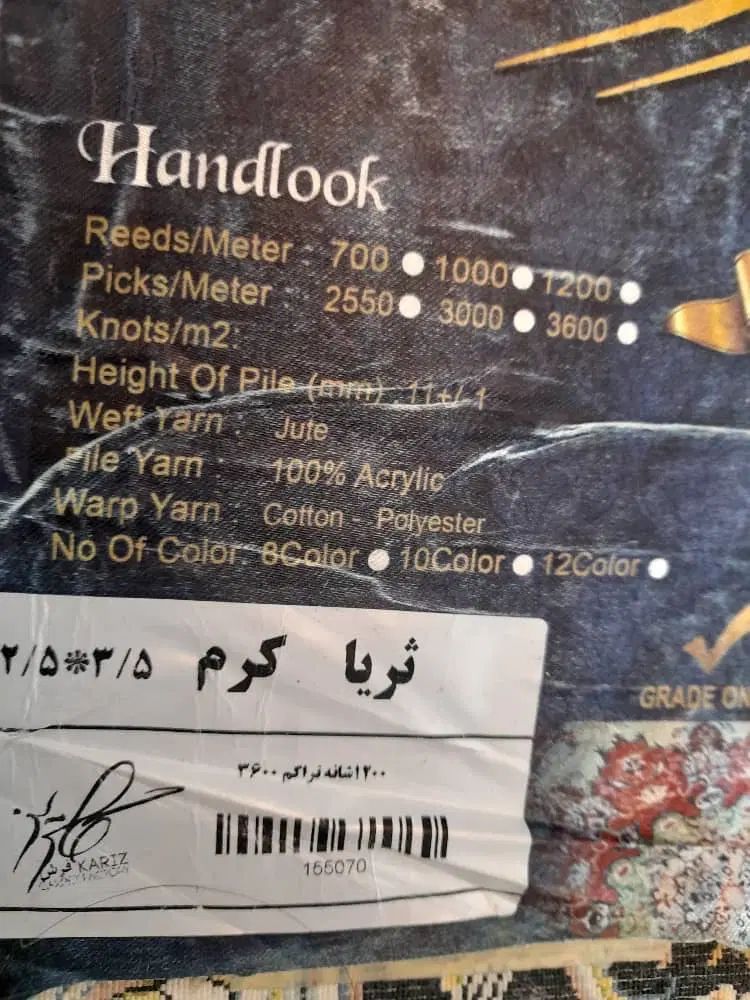 Handlook
Reeds/Meter : 700 1000 1200
Picks/Meter : 2550 3000 3600
Knots/m2:
Height Of Pile (mm) :11+/-1
Weft Yarn : Jute
Pile Yarn : 100% Acrylic
Warp Yarn : Cotton - Polyester
No Of Color: 8Color 10Color 12Color
ثریا کرم ۲/۵*۳/۵
GRADE ON
۱۲۰۰شانه تراکم ۳۶۰۰
155070
فرش KARIZ